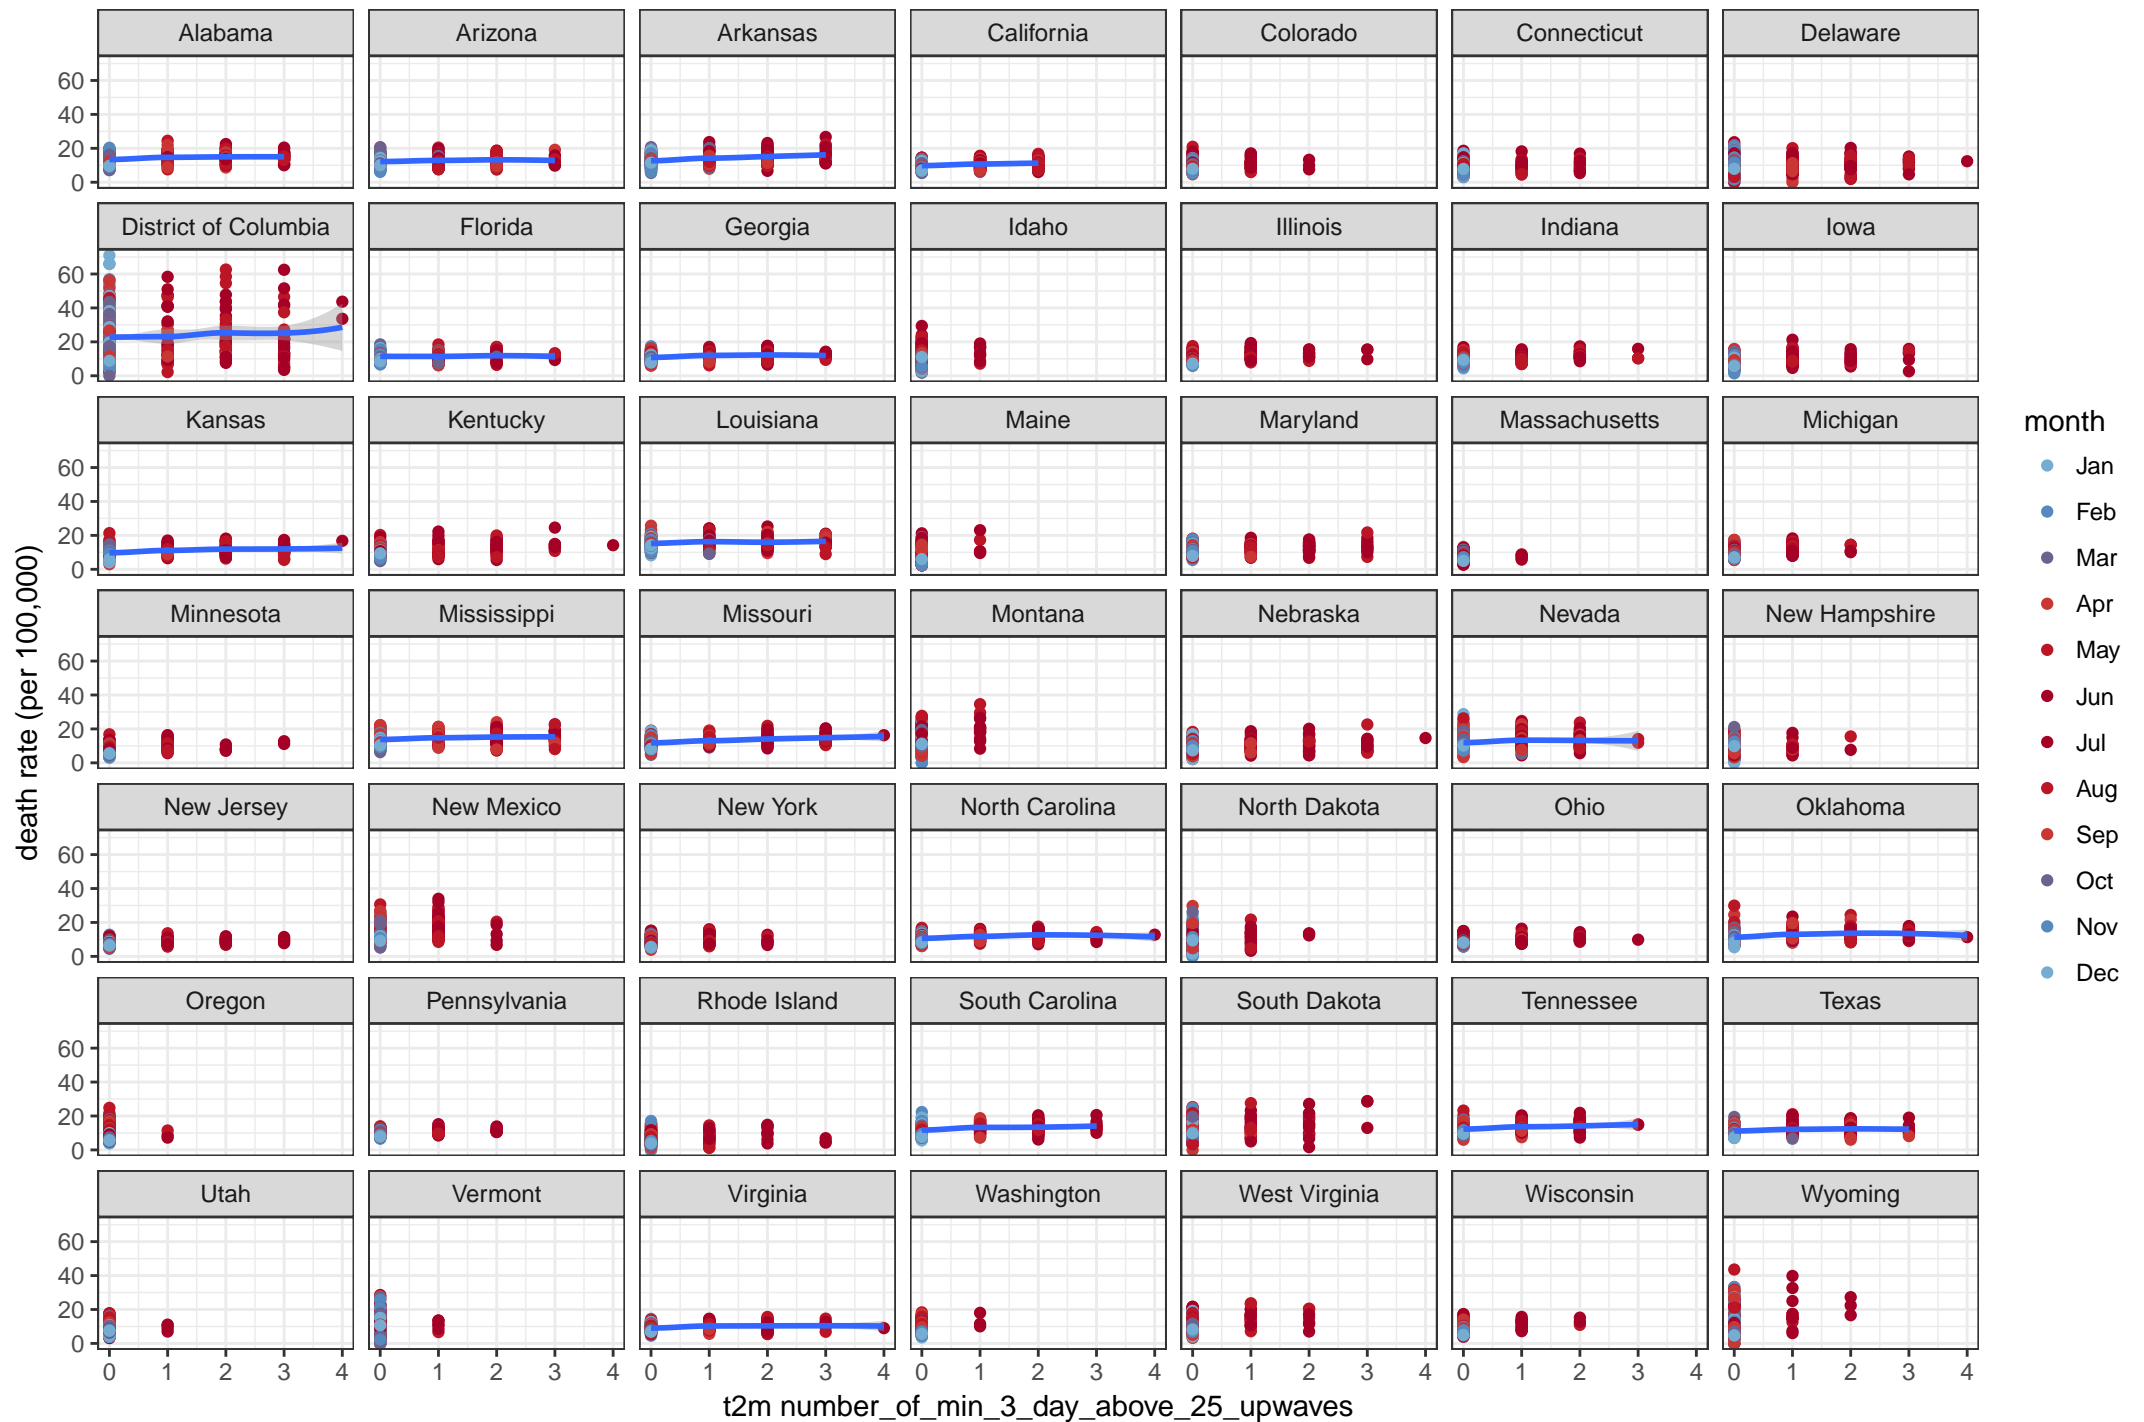 Alabama Arizona Arkansas California Colorado Connecticut Delaware
60
40
20
0
District of Columbia Florida Georgia Idaho Illinois Indiana Iowa
60
40
20
0
Kansas Kentucky Louisiana Maine Maryland Massachusetts Michigan
60
40
20
0
Minnesota Mississippi Missouri Montana Nebraska Nevada New Hampshire
60
40
20
0
New Jersey New Mexico New York North Carolina North Dakota Ohio Oklahoma
60
40
20
0
Oregon Pennsylvania Rhode Island South Carolina South Dakota Tennessee Texas
60
40
20
0
Utah Vermont Virginia Washington West Virginia Wisconsin Wyoming
60
40
20
0
0 1 2 3 4 0 1 2 3 4 0 1 2 3 4 0 1 2 3 4 0 1 2 3 4 0 1 2 3 4 0 1 2 3 4
t2m number_of_min_3_day_above_25_upwaves
death rate (per 100,000)
month
Jan
Feb
Mar
Apr
May
Jun
Jul
Aug
Sep
Oct
Nov
Dec